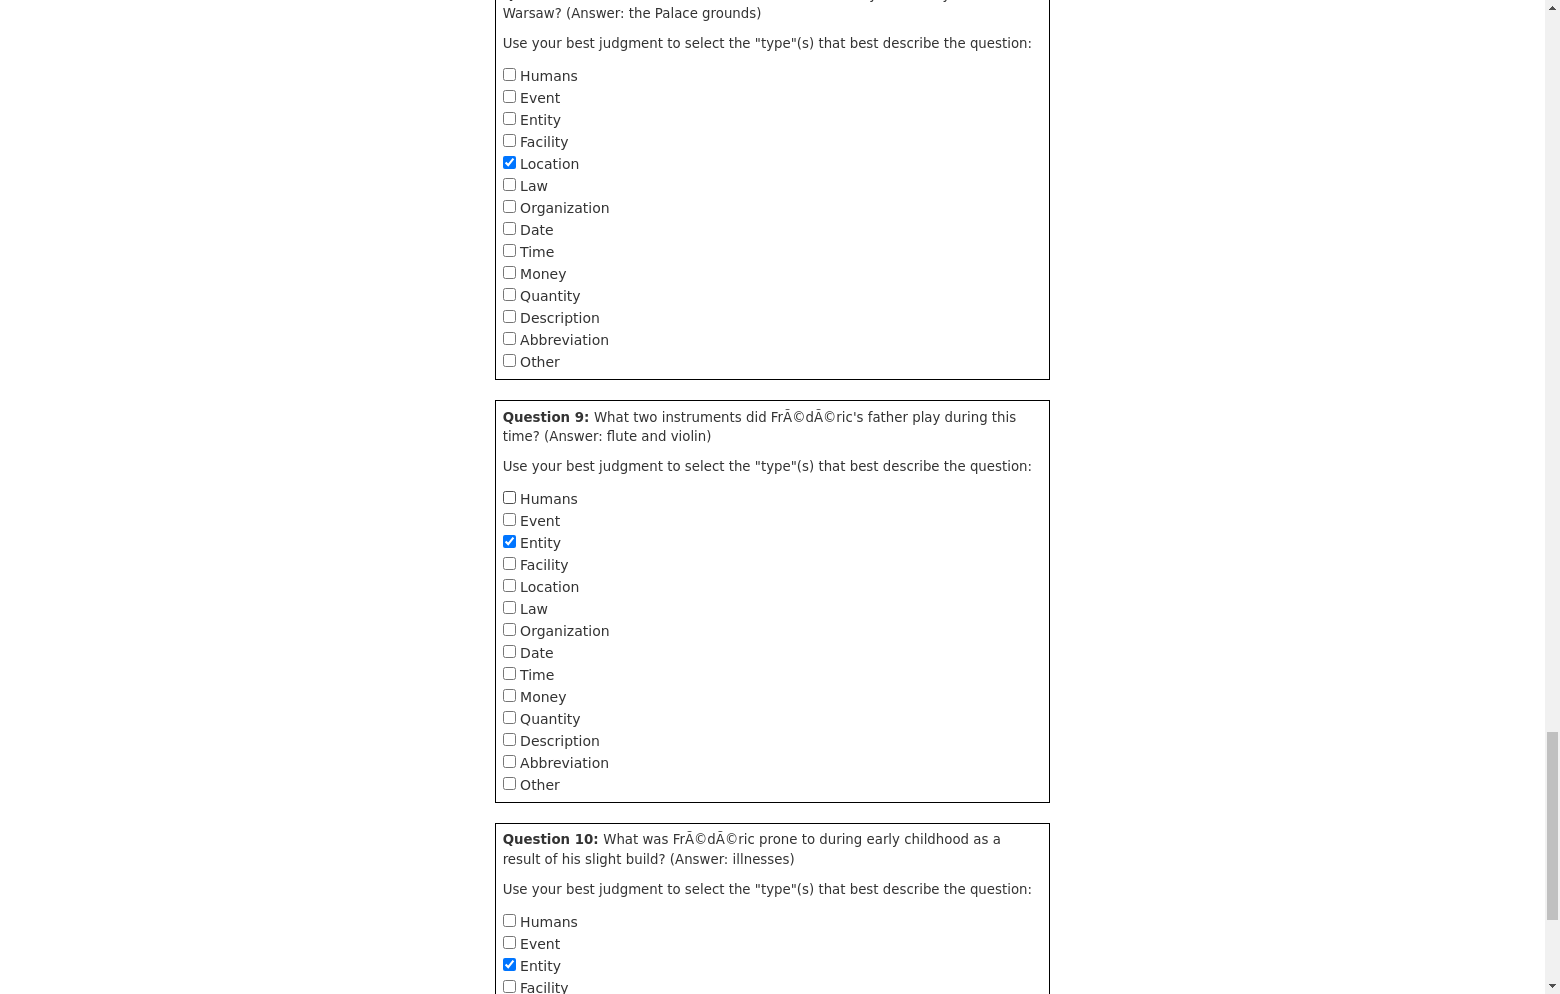 Warsaw? (Answer: the Palace grounds)
Use your best judgment to select the "type"(s) that best describe the question:
Humans
Event
Entity
Facility
Location
Law
Organization
Date
Time
Money
Quantity
Description
Abbreviation
Other
Question 9: What two instruments did FrÃ©dÃ©ric's father play during this
time? (Answer: flute and violin)
Use your best judgment to select the "type"(s) that best describe the question:
Humans
Event
Entity
Facility
Location
Law
Organization
Date
Time
Money
Quantity
Description
Abbreviation
Other
Question 10: What was FrÃ©dÃ©ric prone to during early childhood as a
result of his slight build? (Answer: illnesses)
Use your best judgment to select the "type"(s) that best describe the question:
Humans
Event
Entity
Facility